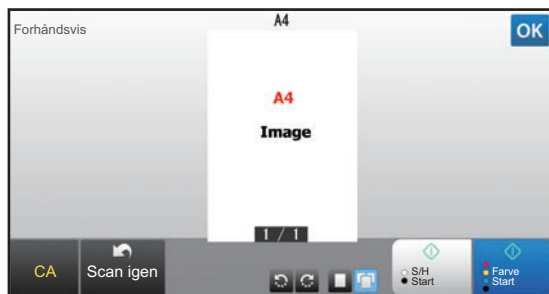 A4
Forhåndsvis
OK
A4
Image
1 / 1
CA
Scan igen
S/H
Start
Farve
Start